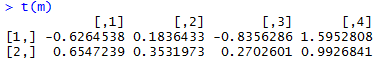 > t(m)
[,1] [,2] [,3] [,4]
[1,] -0.6264538 0.1836433 -0.8356286 1.5952808
[2,] 0.6547239 0.3531973 0.2702601 0.9926841